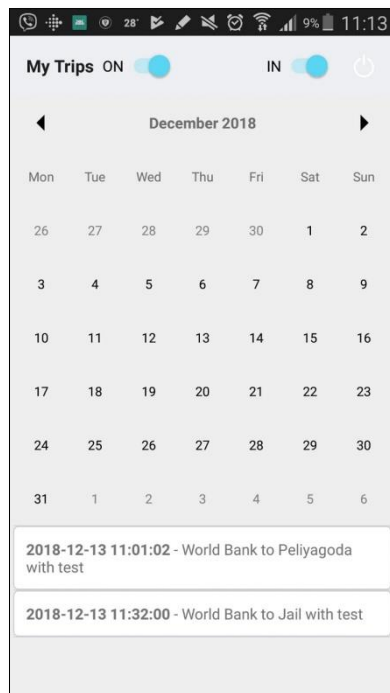 28° 9% 11:13
My Trips ON IN
December 2018
Mon Tue Wed Thu Fri Sat Sun
26 27 28 29 30 1 2
3 4 5 6 7 8 9
10 11 12 13 14 15 16
17 18 19 20 21 22 23
24 25 26 27 28 29 30
31 1 2 3 4 5 6
2018-12-13 11:01:02 - World Bank to Peliyagoda
with test
2018-12-13 11:32:00 - World Bank to Jail with test